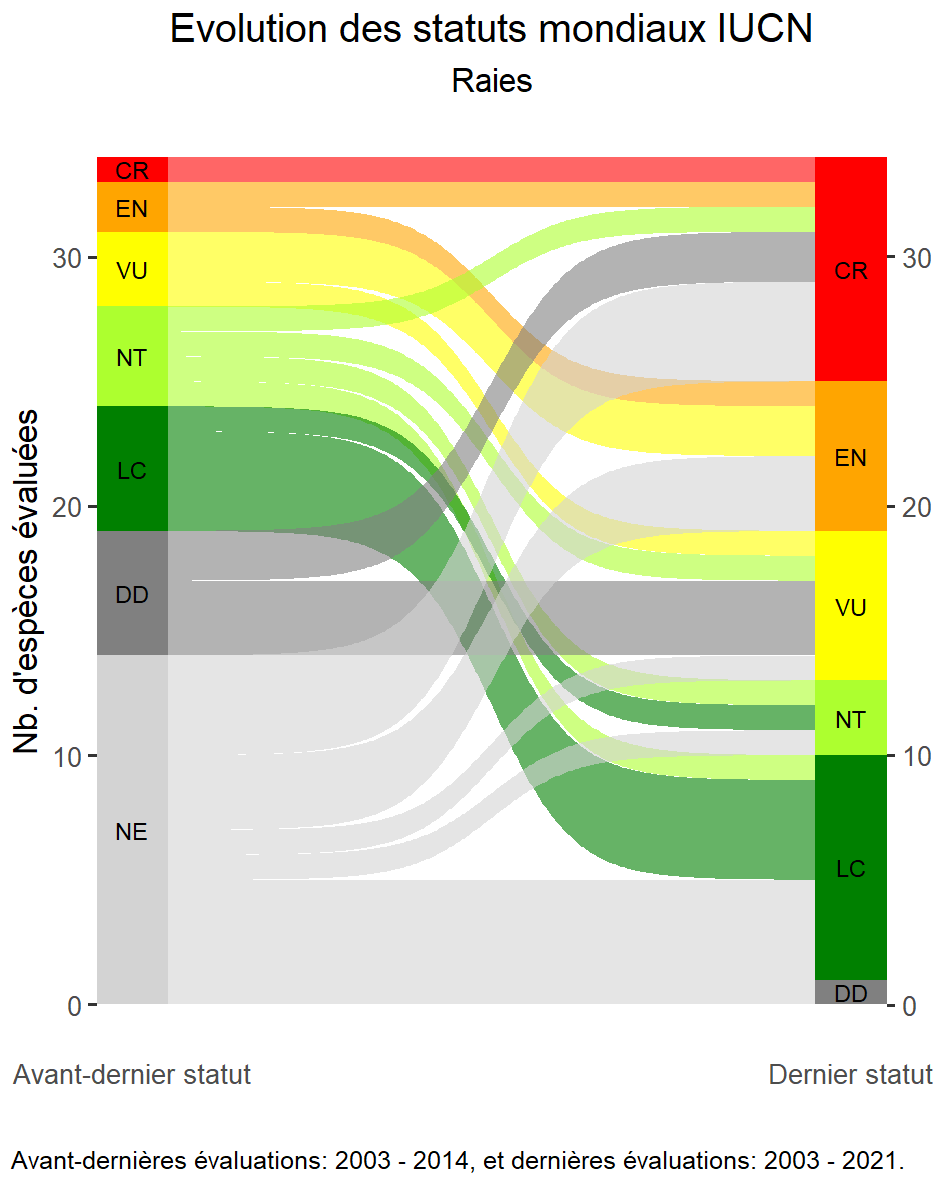 Evolution des statuts mondiaux IUCN
Raies
Nb. d'espèces évaluées
30
20
10
0
CR
EN
VU
NT
LC
DD
NE
CR
EN
VU
NT
LC
DD
30
20
10
0
Avant-dernier statut
Dernier statut
Avant-dernières évaluations: 2003 - 2014, et dernières évaluations: 2003 - 2021.